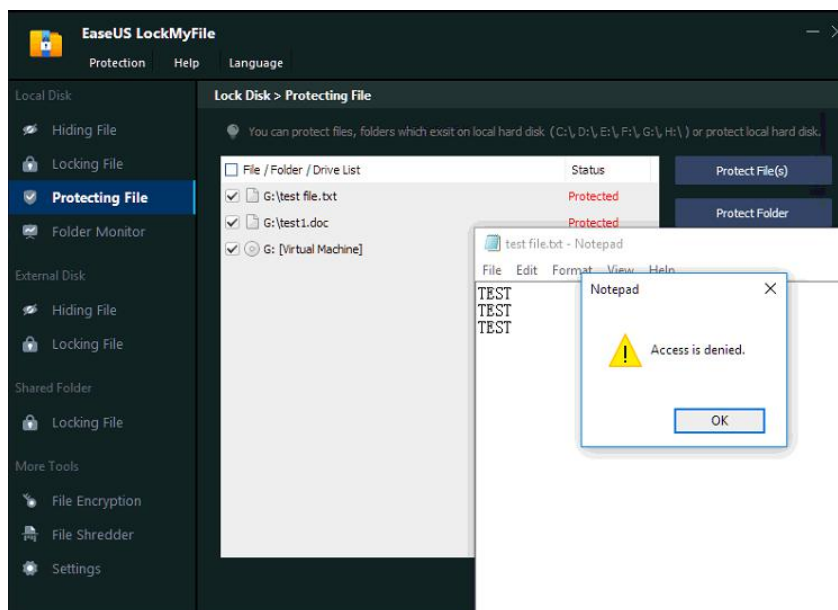 EaseUS LockMyFile
Protection Help Language
Local Disk
Hiding File
Locking File
Protecting File
Folder Monitor
External Disk
Hiding File
Locking File
Shared Folder
Locking File
More Tools
File Encryption
File Shredder
Settings
Lock Disk > Protecting File
You can protect files, folders which exsit on local hard disk (C:\, D:\, E:\, F:\, G:\, H:\ ) or protect local hard disk.
File / Folder / Drive List Status
G:\test file.txt Protected
G:\test1.doc Protected
G: [Virtual Machine]
Protect File(s)
Protect Folder
test file.txt - Notepad
File Edit Format View Help
TEST
TEST
TEST
Notepad
Access is denied.
OK